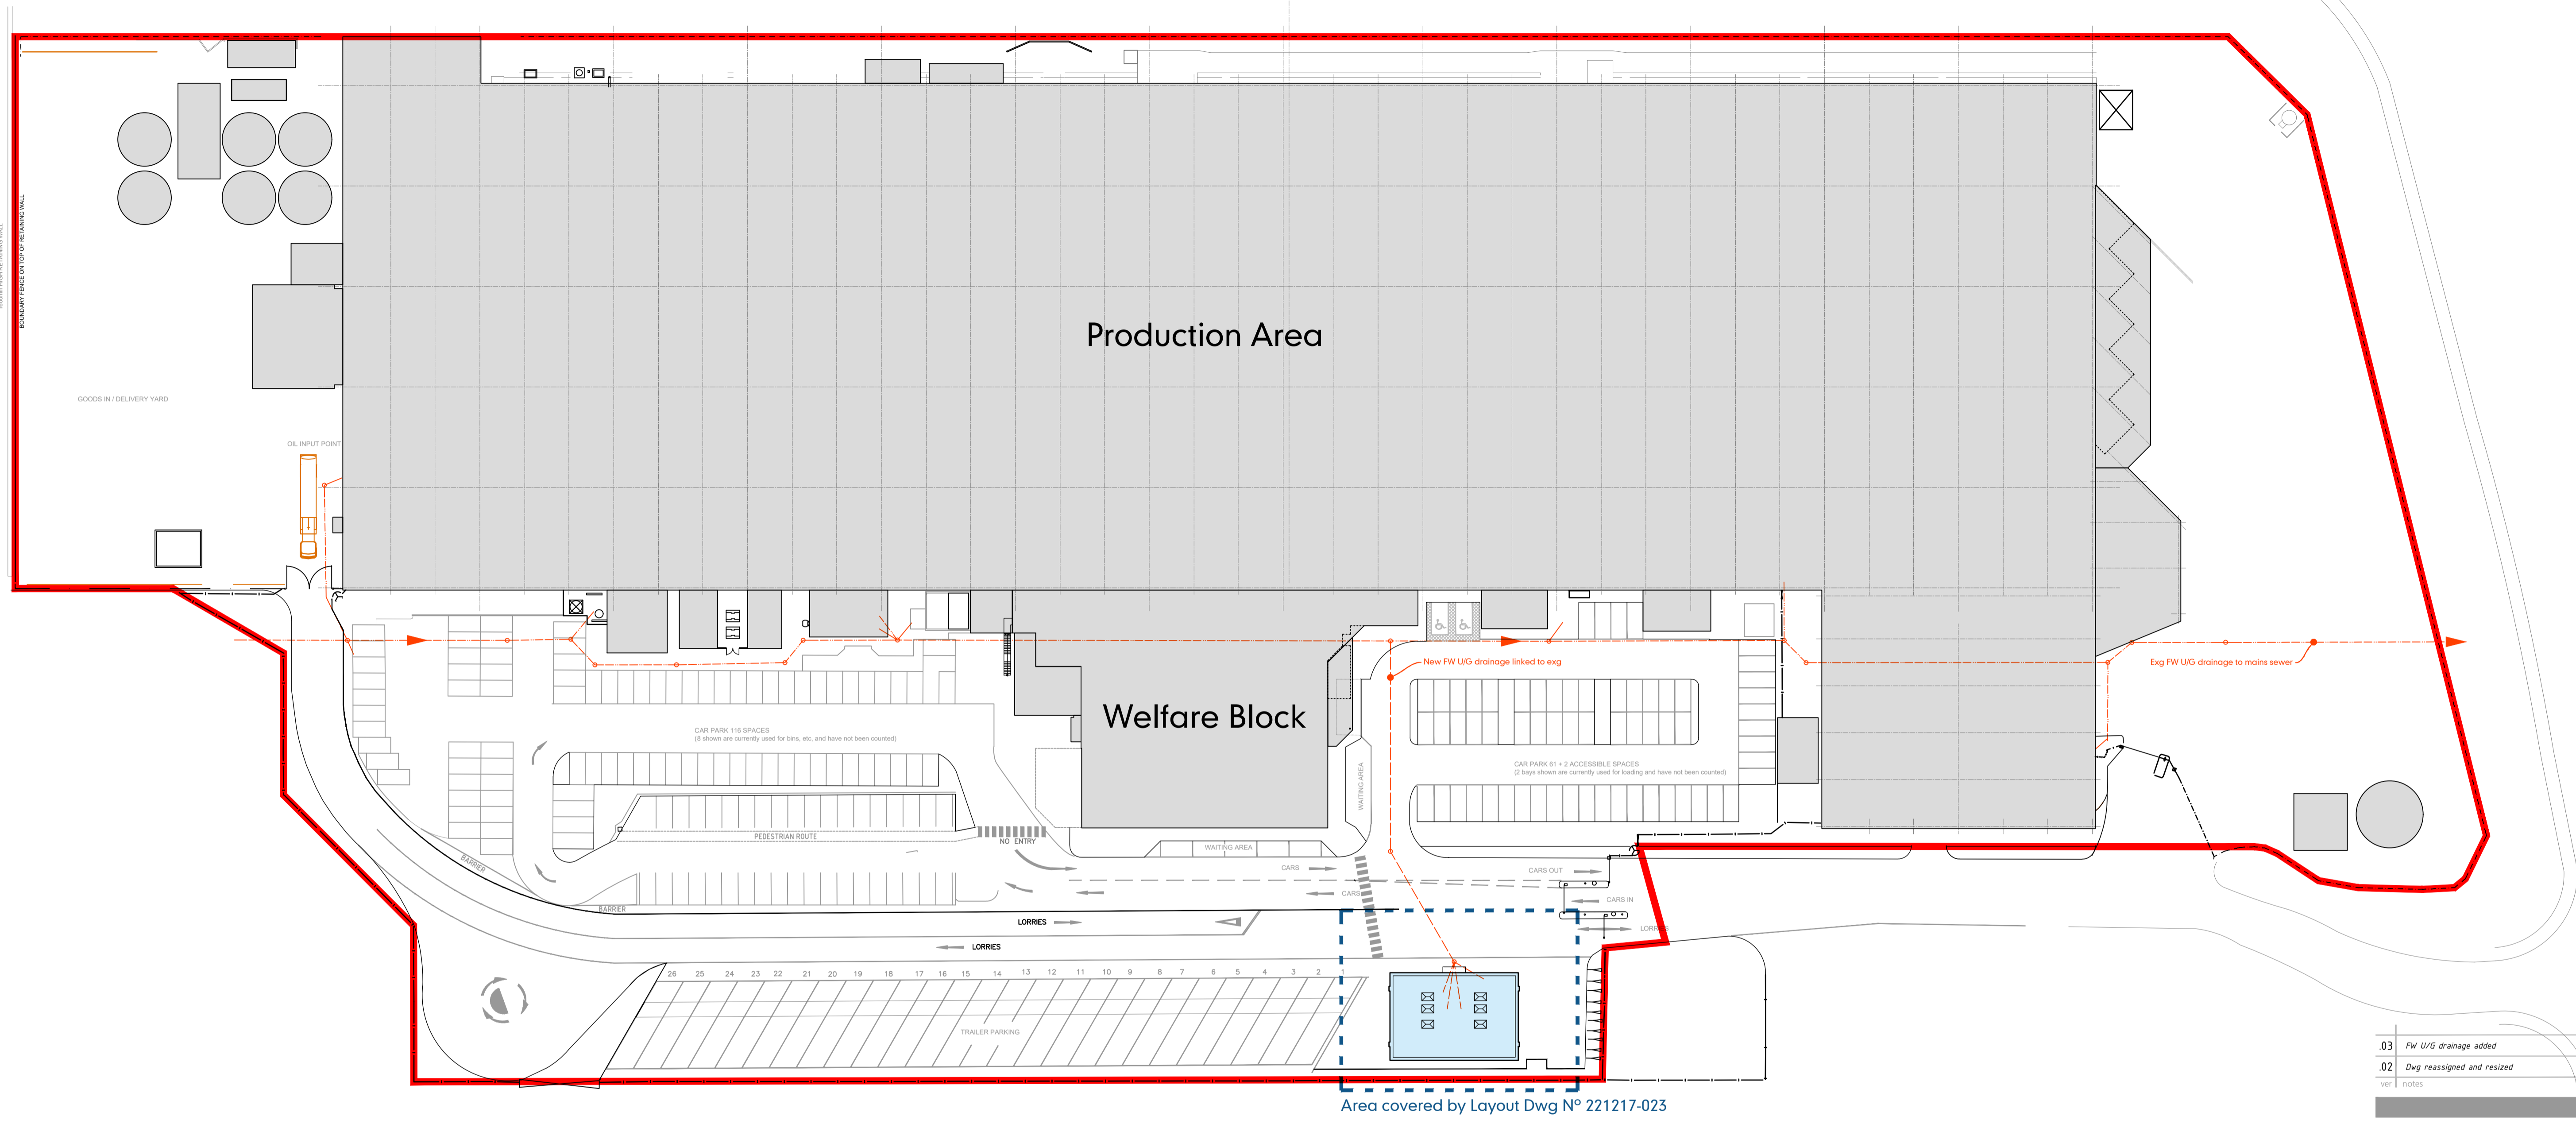 BOUNDARY FENCE ON TOP OF RETAINING WALL
Production Area
GOODS IN / DELIVERY YARD
OIL INPUT POINT
New FW U/G drainage linked to exg
Exg FW U/G drainage to mains sewer
Welfare Block
CAR PARK 116 SPACES
(8 shown are currently used for bins, etc, and have not been counted)
CAR PARK 61 + 2 ACCESSIBLE SPACES
(2 bays shown are currently used for loading and have not been counted)
WAITING AREA
PEDESTRIAN ROUTE
NO ENTRY
WAITING AREA
BARRIER
CARS
CARS OUT
CARS
CARS IN
BARRIER
LORRIES
LORRIES
LORRIES
26 25 24 23 22 21 20 19 18 17 16 15 14 13 12 11 10 9 8 7 6 5 4 3 2 1
TRAILER PARKING
.03 FW U/G drainage added
.02 Dwg reassigned and resized
ver notes
Area covered by Layout Dwg Nº 221217-023